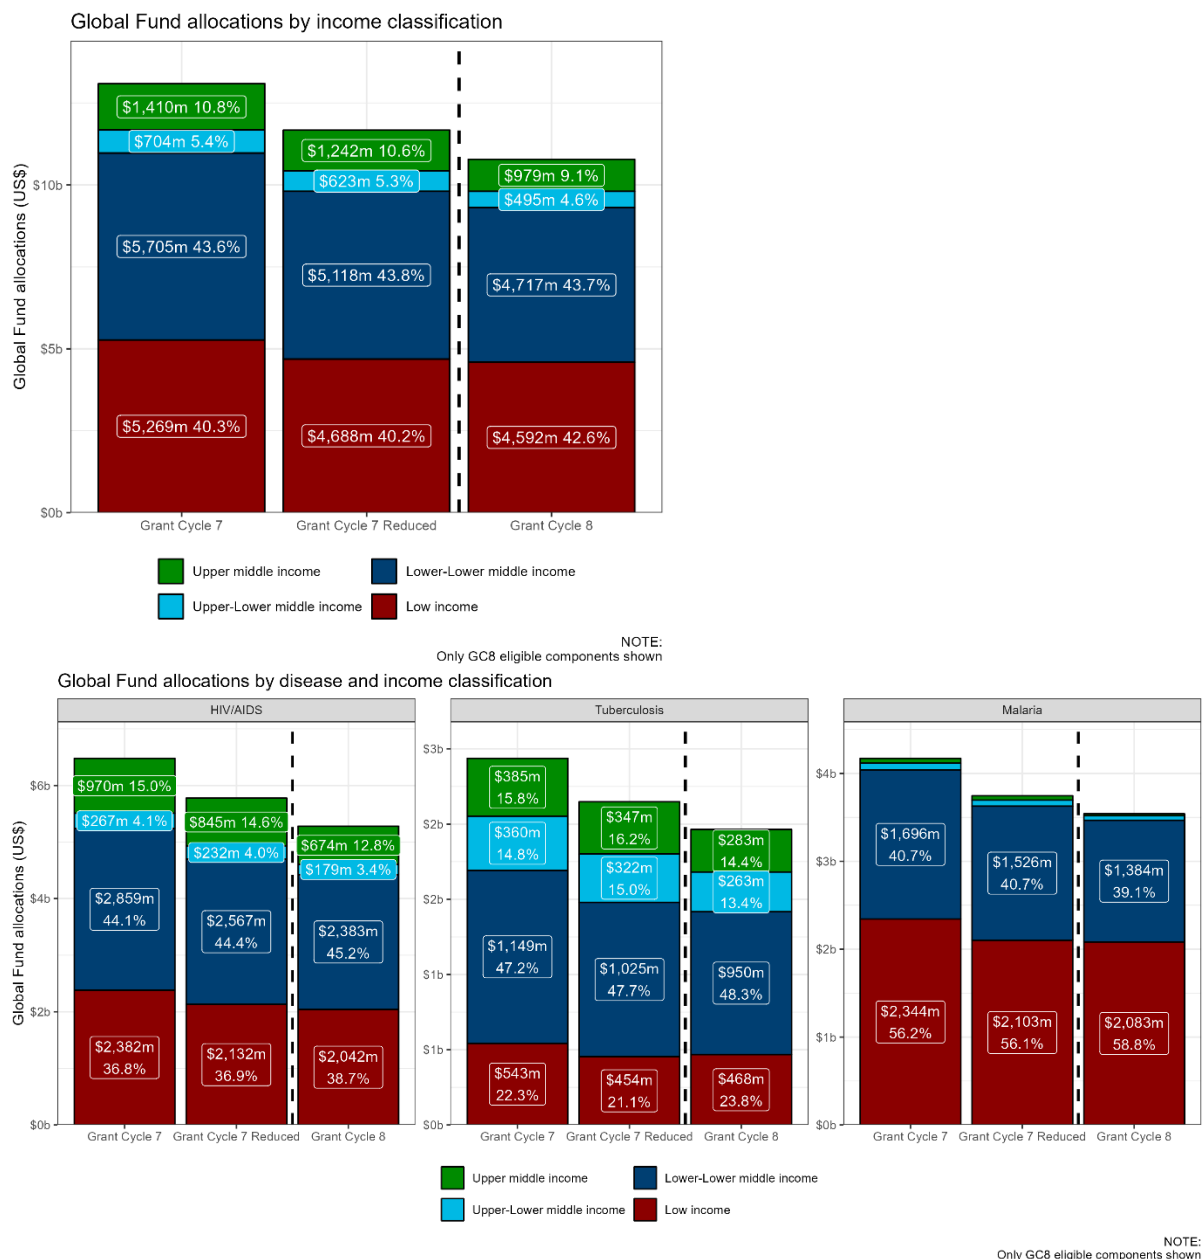 Global Fund allocations by income classification
Global Fund allocations (US$)
$10b
$5b
$0b
$1,410m 10.8%
$704m 5.4%
$5,705m 43.6%
$5,269m 40.3%
$1,242m 10.6%
$623m 5.3%
$5,118m 43.8%
$4,688m 40.2%
$979m 9.1%
$495m 4.6%
$4,717m 43.7%
$4,592m 42.6%
Grant Cycle 7
Grant Cycle 7 Reduced
Grant Cycle 8
Upper middle income
Lower-Lower middle income
Upper-Lower middle income
Low income
NOTE:
Only GC8 eligible components shown
Global Fund allocations by disease and income classification
Global Fund allocations (US$)
HIV/AIDS
$6b
$4b
$2b
$0b
$970m 15.0%
$267m 4.1%
$2,859m
44.1%
$2,382m
36.8%
$845m 14.6%
$232m 4.0%
$2,567m
44.4%
$2,132m
36.9%
$674m 12.8%
$179m 3.4%
$2,383m
45.2%
$2,042m
38.7%
Grant Cycle 7
Grant Cycle 7 Reduced
Grant Cycle 8
Tuberculosis
$3b
$2b
$2b
$1b
$1b
$0b
$385m
15.8%
$360m
14.8%
$1,149m
47.2%
$543m
22.3%
$347m
16.2%
$322m
15.0%
$1,025m
47.7%
$454m
21.1%
$283m
14.4%
$263m
13.4%
$950m
48.3%
$468m
23.8%
Grant Cycle 7
Grant Cycle 7 Reduced
Grant Cycle 8
Malaria
$4b
$3b
$2b
$1b
$0b
$1,696m
40.7%
$2,344m
56.2%
$1,526m
40.7%
$2,103m
56.1%
$1,384m
39.1%
$2,083m
58.8%
Grant Cycle 7
Grant Cycle 7 Reduced
Grant Cycle 8
Upper middle income
Lower-Lower middle income
Upper-Lower middle income
Low income
NOTE:
Only GC8 eligible components shown